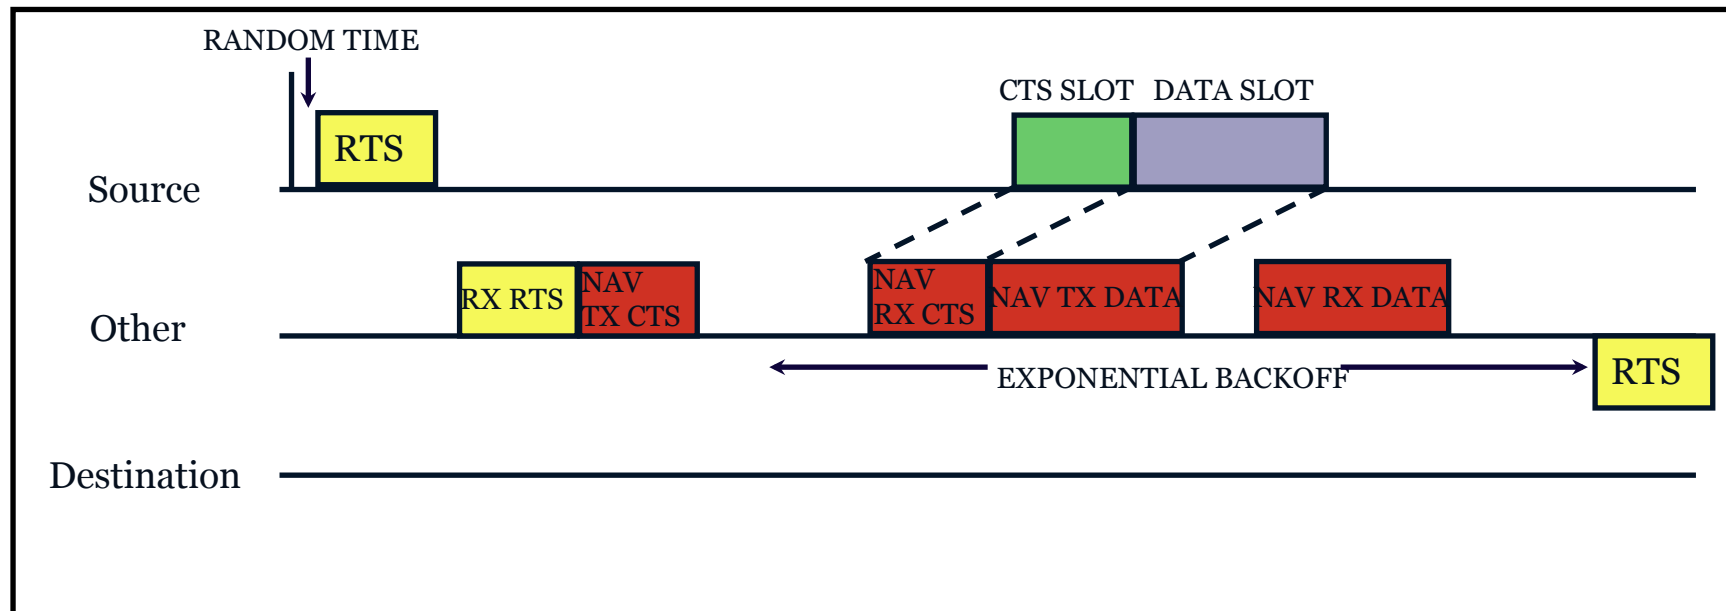 RANDOM TIME
CTS SLOT DATA SLOT
RTS
Source
RX RTS
NAV
TX CTS
NAV
RX CTS
NAV TX DATA
NAV RX DATA
Other
EXPONENTIAL BACKOFF
RTS
Destination